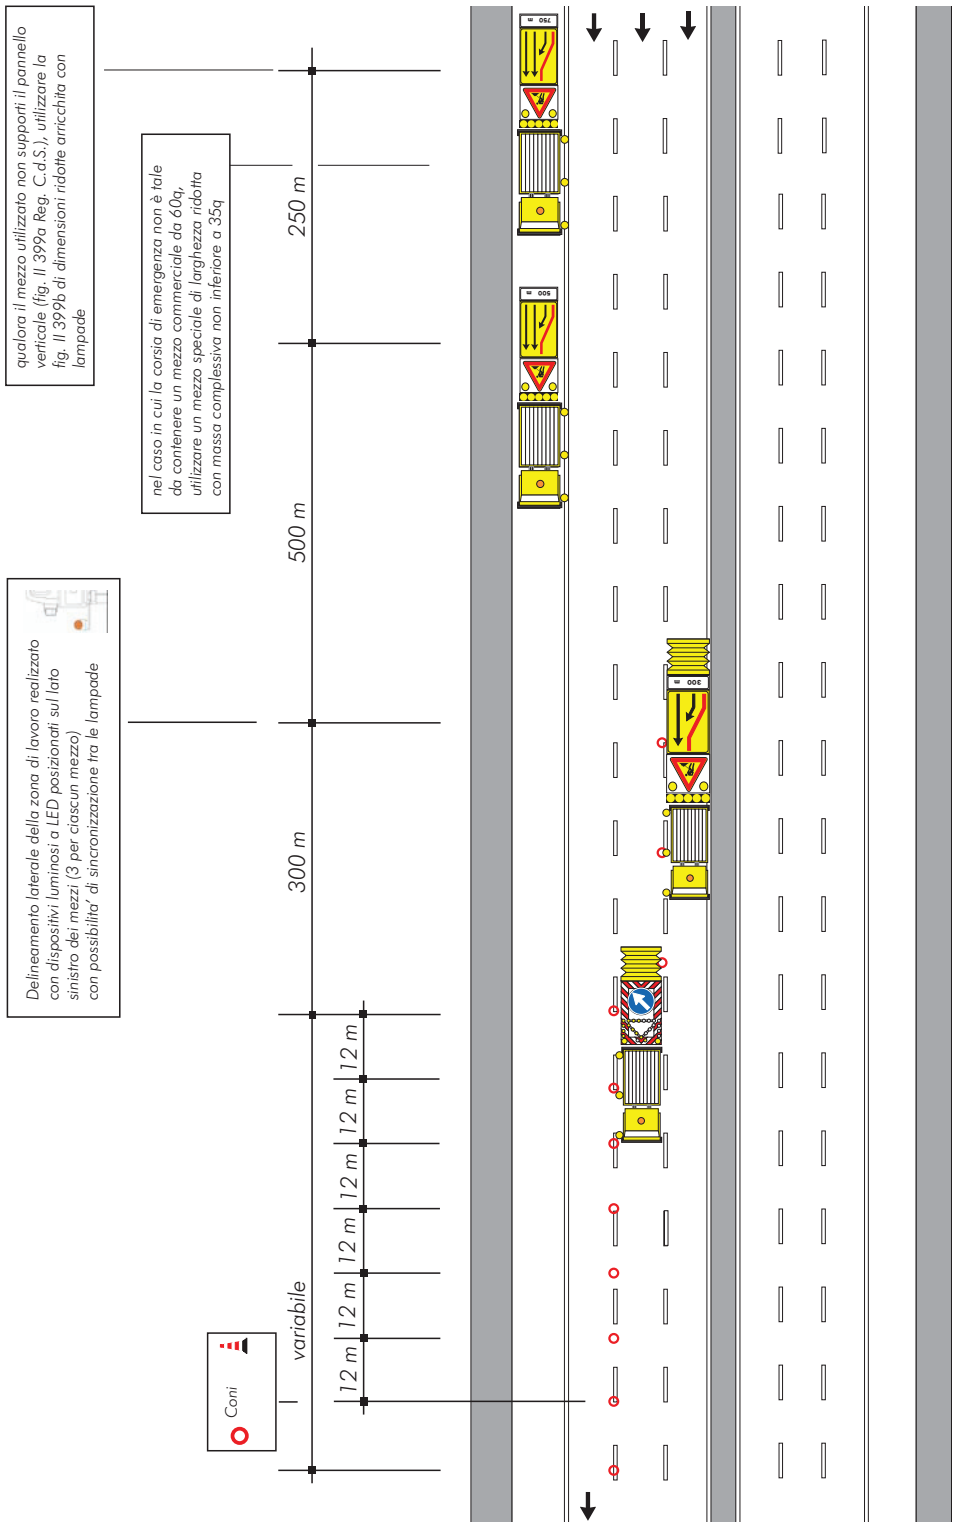 qualora il mezzo utilizzato non supporti il pannello
verticale (fig. II 399a Reg. C.d.S.), utilizzare la
fig. II 399b di dimensioni ridotte arricchita con
lampade
nel caso in cui la corsia di emergenza non è tale
da contenere un mezzo commerciale da 60q,
utilizzare un mezzo speciale di larghezza ridotta
con massa complessiva non inferiore a 35q
Delineamento laterale della zona di lavoro realizzato
con dispositivi luminosi a LED posizionati sul lato
sinistro dei mezzi (3 per ciascun mezzo)
con possibilita' di sincronizzazione tra le lampade
Coni
250 m
500 m
300 m
variabile
12 m
12 m
12 m
12 m
12 m
12 m
750 m
500 m
300 m